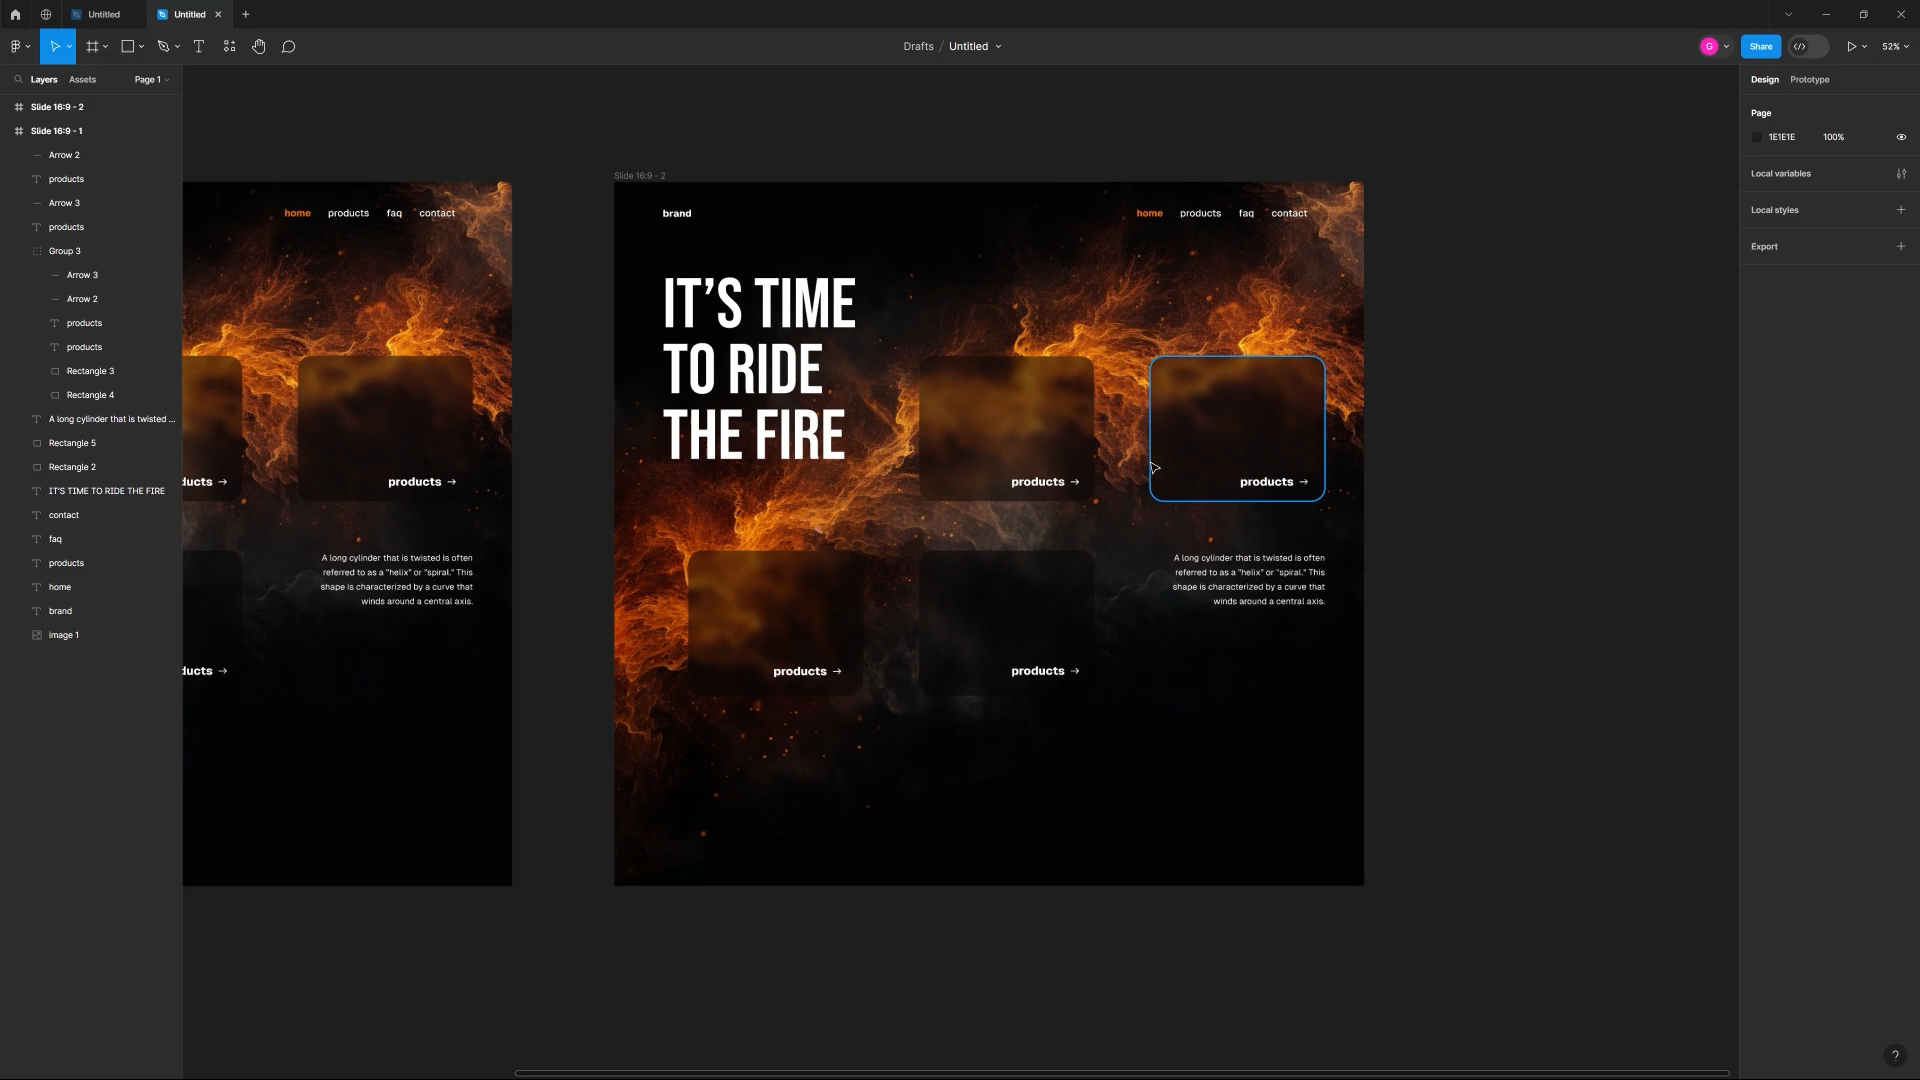 Untitled
Untitled
Drafts / Untitled
G
Share
52%
Layers
Assets
Page 1
Slide 16:9 - 2
Slide 16:9 - 1
Arrow 2
products
Arrow 3
products
Group 3
Arrow 3
Arrow 2
products
products
Rectangle 3
Rectangle 4
A long cylinder that is twisted ...
Rectangle 5
Rectangle 2
IT'S TIME TO RIDE THE FIRE
contact
faq
products
home
brand
image 1
home products faq contact
ducts →
products →
A long cylinder that is twisted is often
referred to as a "helix" or "spiral." This
shape is characterized by a curve that
winds around a central axis.
ducts →
Slide 16:9 - 2
brand
home products faq contact
IT'S TIME
TO RIDE
THE FIRE
products →
products →
A long cylinder that is twisted is often
referred to as a "helix" or "spiral." This
shape is characterized by a curve that
winds around a central axis.
products →
products →
Design
Prototype
Page
1E1E1E
100%
Local variables
Local styles
Export
?